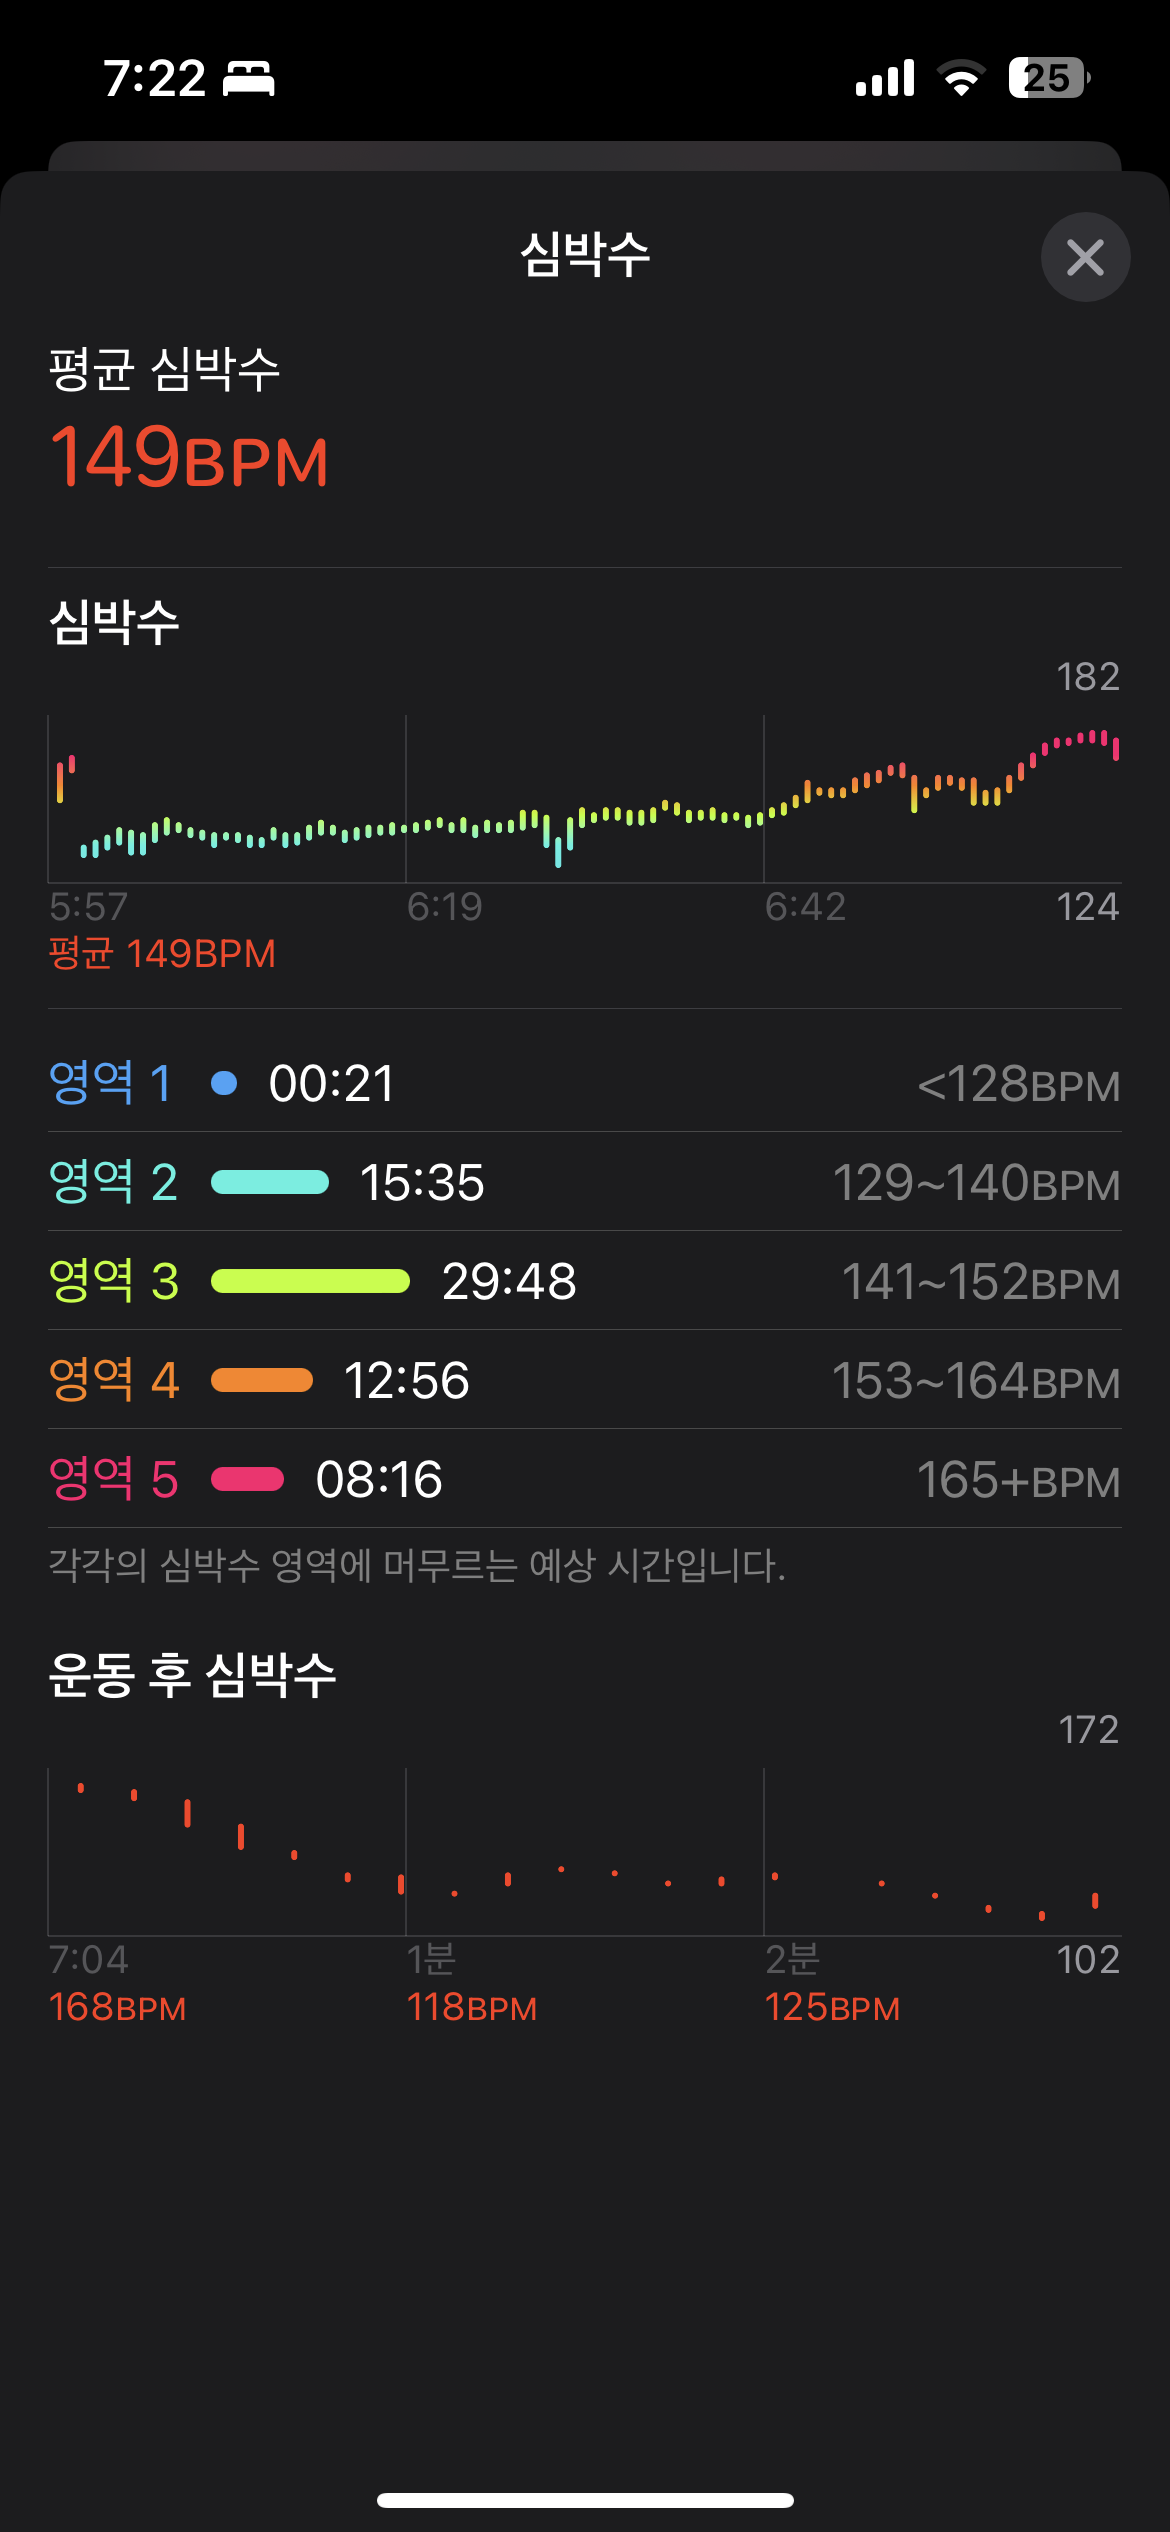 7:22
25
심박수
평균 심박수
149BPM
심박수
182
5:57 6:19 6:42 124
평균 149BPM
영역 1 00:21 <128BPM
영역 2 15:35 129~140BPM
영역 3 29:48 141~152BPM
영역 4 12:56 153~164BPM
영역 5 08:16 165+BPM
각각의 심박수 영역에 머무르는 예상 시간입니다.
운동 후 심박수
172
7:04 1분 2분 102
168BPM 118BPM 125BPM